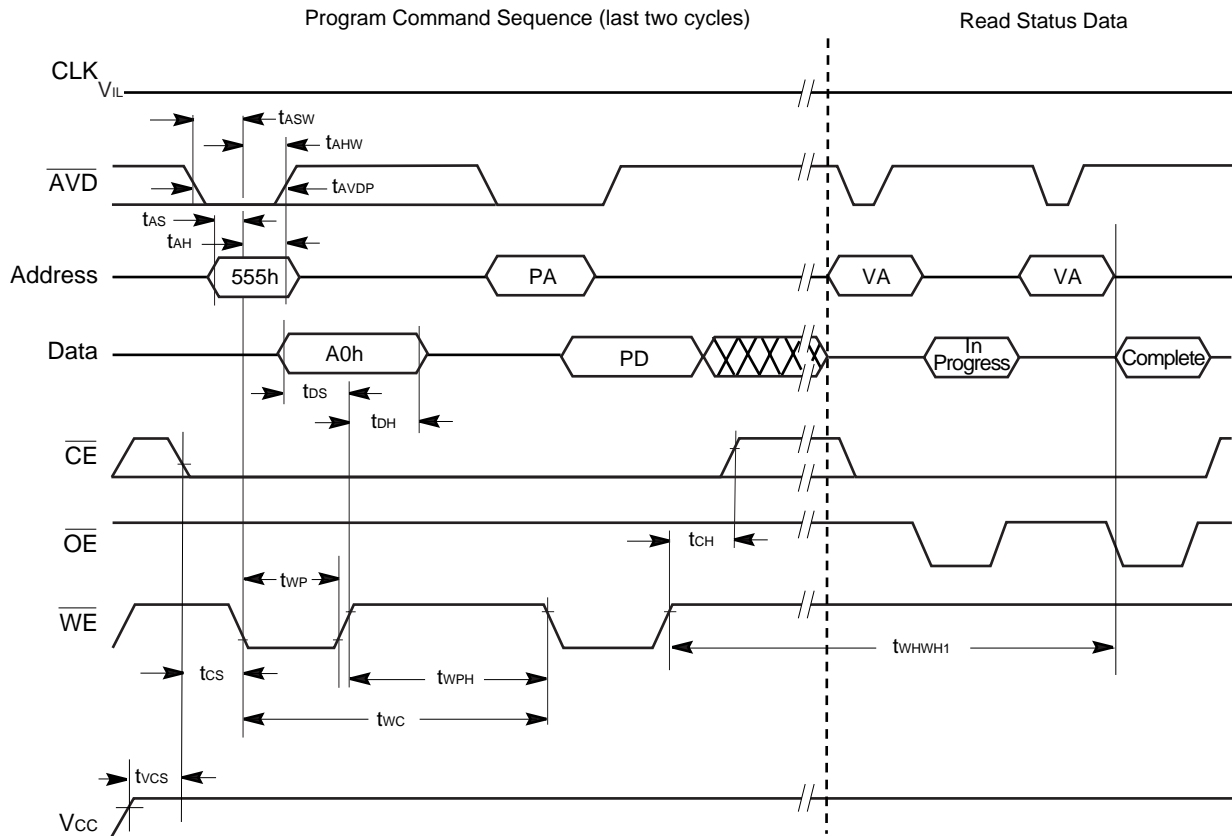 Program Command Sequence (last two cycles)
Read Status Data
CLK
VIL
tASW
tAHW
AVD
tAVDP
tAS
tAH
Address
555h
PA
VA
VA
Data
A0h
PD
In
Progress
Complete
tDS
tDH
CE
OE
tCH
tWP
WE
tWHWH1
tCS
tWPH
tWC
tVCS
VCC